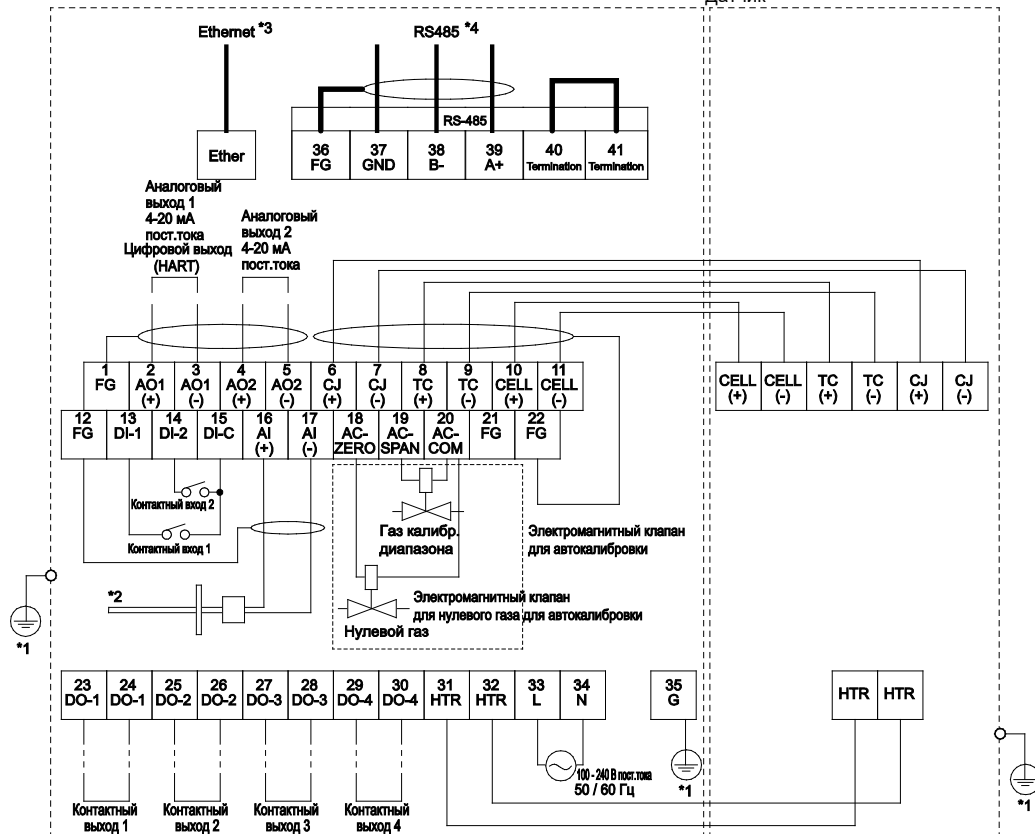 Датчик
Ethernet *3
RS485 *4
RS-485
Ether
36 FG
37 GND
38 B-
39 A+
40 Termination
41 Termination
Аналоговый
выход 1
4-20 мА
пост.тока
Цифровой выход
(HART)
Аналоговый
выход 2
4-20 мА
пост.тока
1 FG
2 AO1 (+)
3 AO1 (-)
4 AO2 (+)
5 AO2 (-)
6 CJ (+)
7 CJ (-)
8 TC (+)
9 TC (-)
10 CELL (+)
11 CELL (-)
CELL (+)
CELL (-)
TC (+)
TC (-)
CJ (+)
CJ (-)
12 FG
13 DI-1
14 DI-2
15 DI-C
16 AI (+)
17 AI (-)
18 AC-ZERO
19 AC-SPAN
20 AC-COM
21 FG
22 FG
Контактный вход 2
Контактный вход 1
Газ калибр.
диапазона
Электромагнитный клапан
для автокалибровки
*2
Электромагнитный клапан
для нулевого газа для автокалибровки
Нулевой газ
*1
23 DO-1
24 DO-1
25 DO-2
26 DO-2
27 DO-3
28 DO-3
29 DO-4
30 DO-4
31 HTR
32 HTR
33 L
34 N
35 G
HTR
HTR
100 - 240 В пост.тока
50 / 60 Гц
*1
*1
Контактный
выход 1
Контактный
выход 2
Контактный
выход 3
Контактный
выход 4